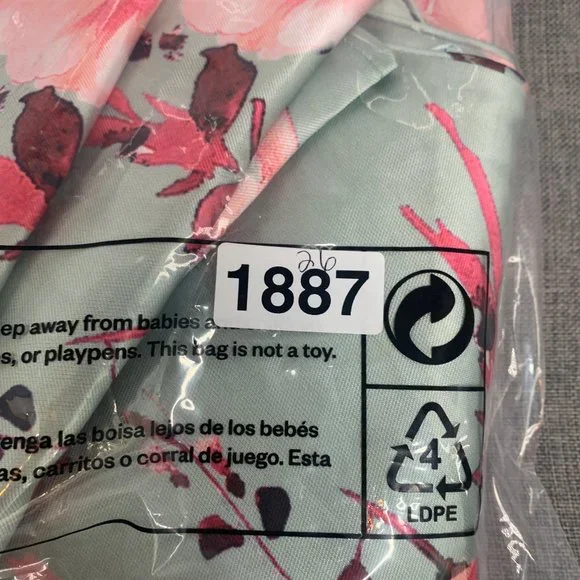 26
1887
ep away from babies
s, or playpens. This bag is not a toy.
enga las boisa lejos de los bebés
as, carritos o corral de juego. Esta
4
LDPE